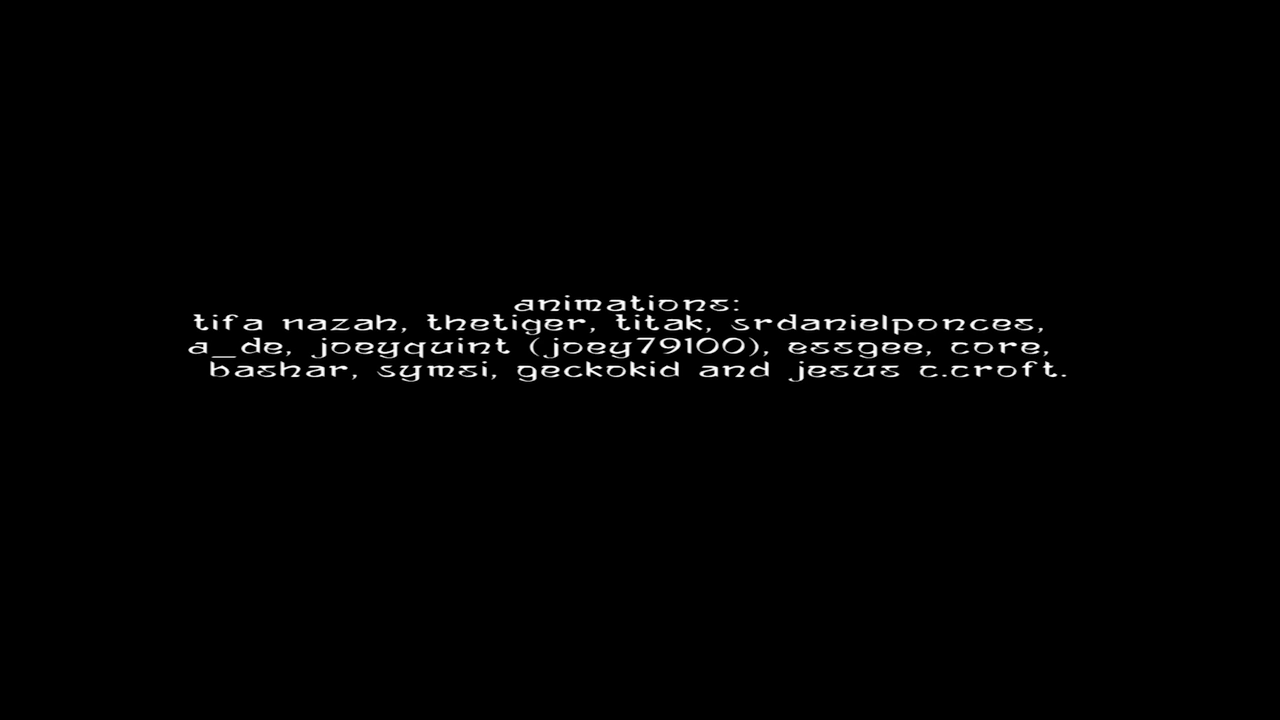 animations:
tifa nazah, thetiger, titak, srdanielponces,
a_de, joeyquint (joey79100), essgee, core,
bashar, symsi, geckokid and jesus c.croft.